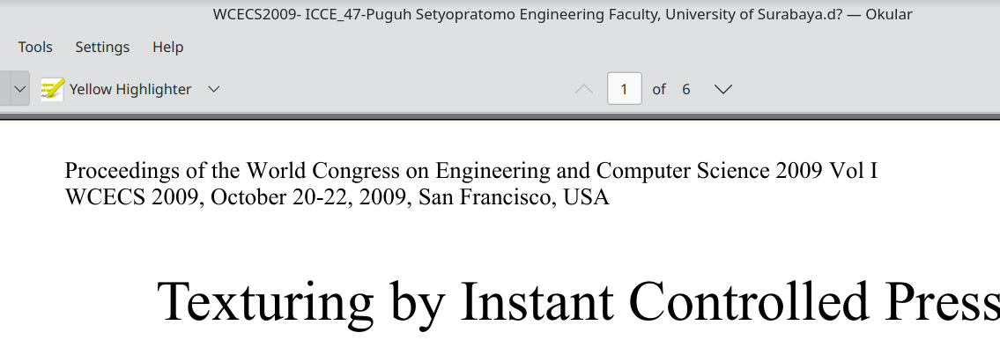 WCECS2009- ICCE_47-Puguh Setyopratomo Engineering Faculty, University of Surabaya.d? — Okular
Tools Settings Help
Yellow Highlighter 1 of 6
Proceedings of the World Congress on Engineering and Computer Science 2009 Vol I
WCECS 2009, October 20-22, 2009, San Francisco, USA
Texturing by Instant Controlled Press